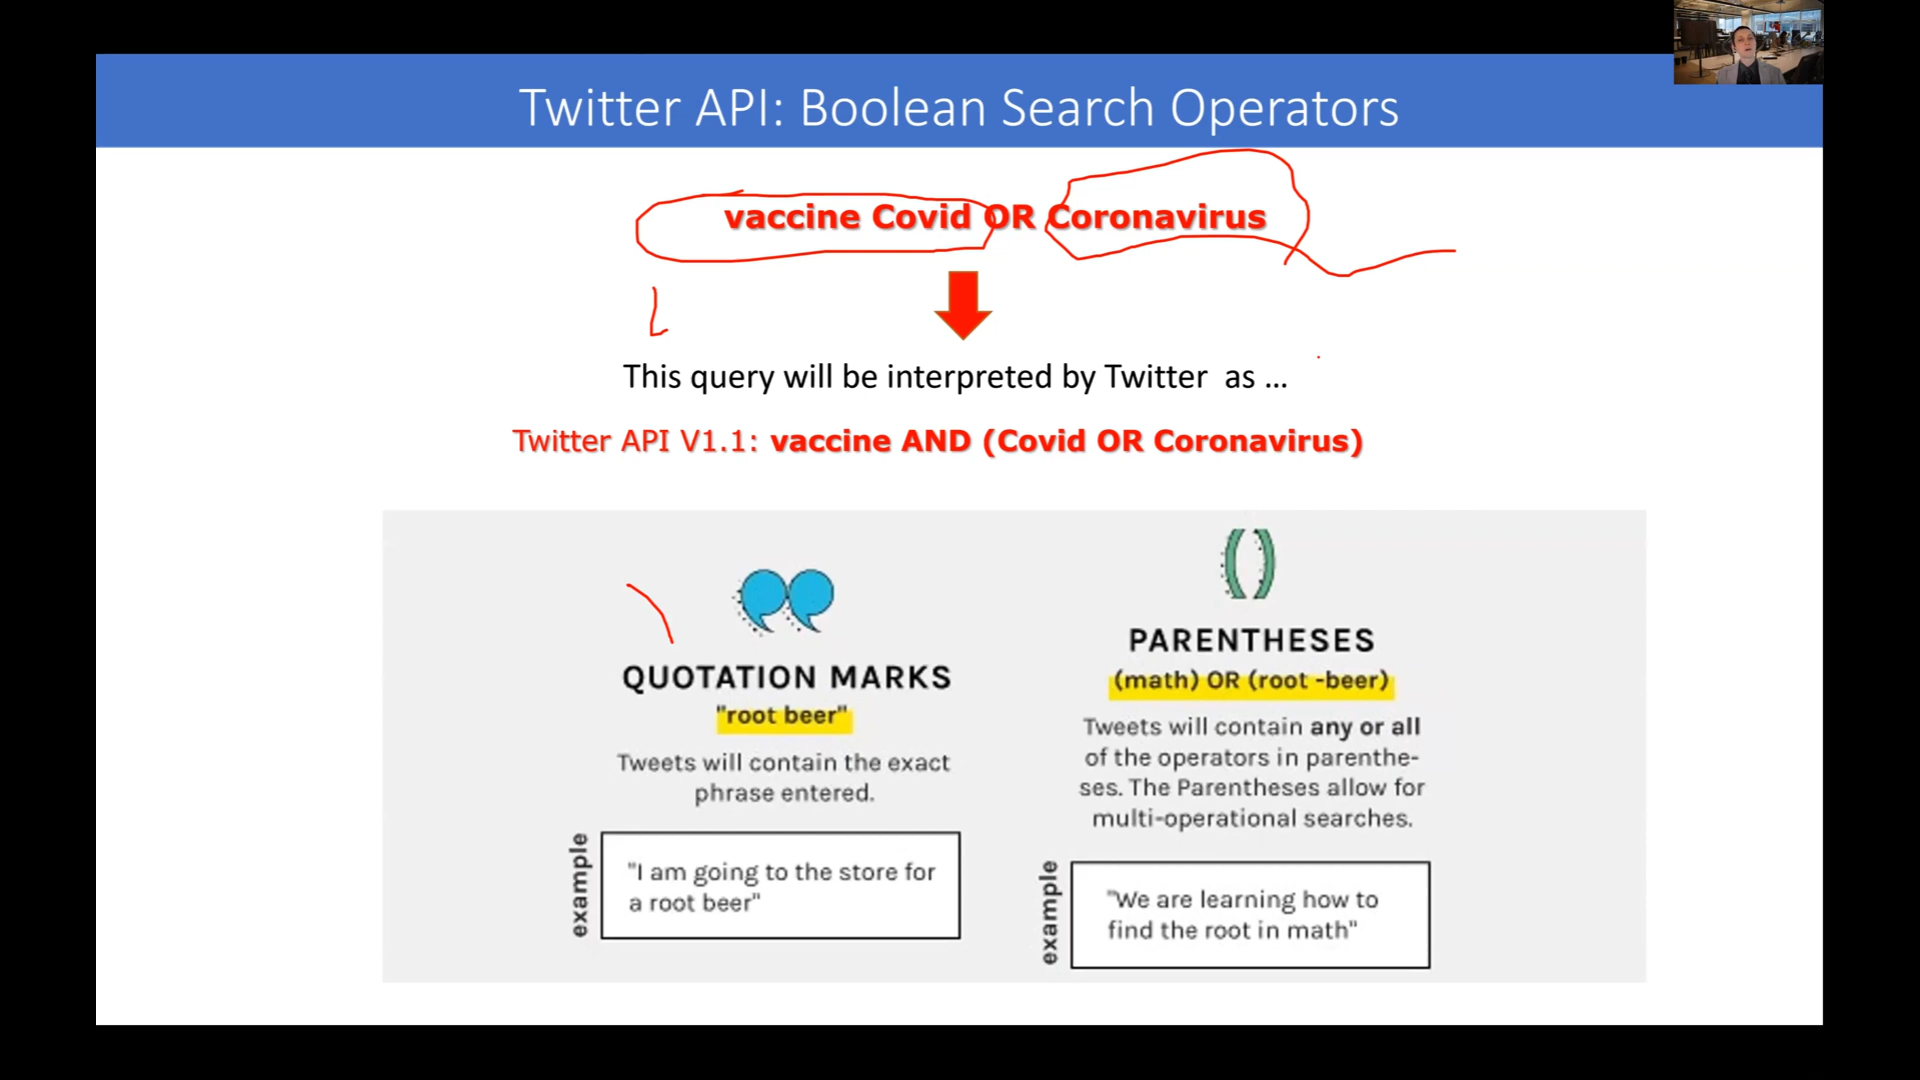 Twitter API: Boolean Search Operators
vaccine Covid OR Coronavirus
This query will be interpreted by Twitter as ...
Twitter API V1.1: vaccine AND (Covid OR Coronavirus)
QUOTATION MARKS
"root beer"
Tweets will contain the exact
phrase entered.
example
"I am going to the store for
a root beer"
PARENTHESES
(math) OR (root -beer)
Tweets will contain any or all
of the operators in parenthe-
ses. The Parentheses allow for
multi-operational searches.
example
"We are learning how to
find the root in math"